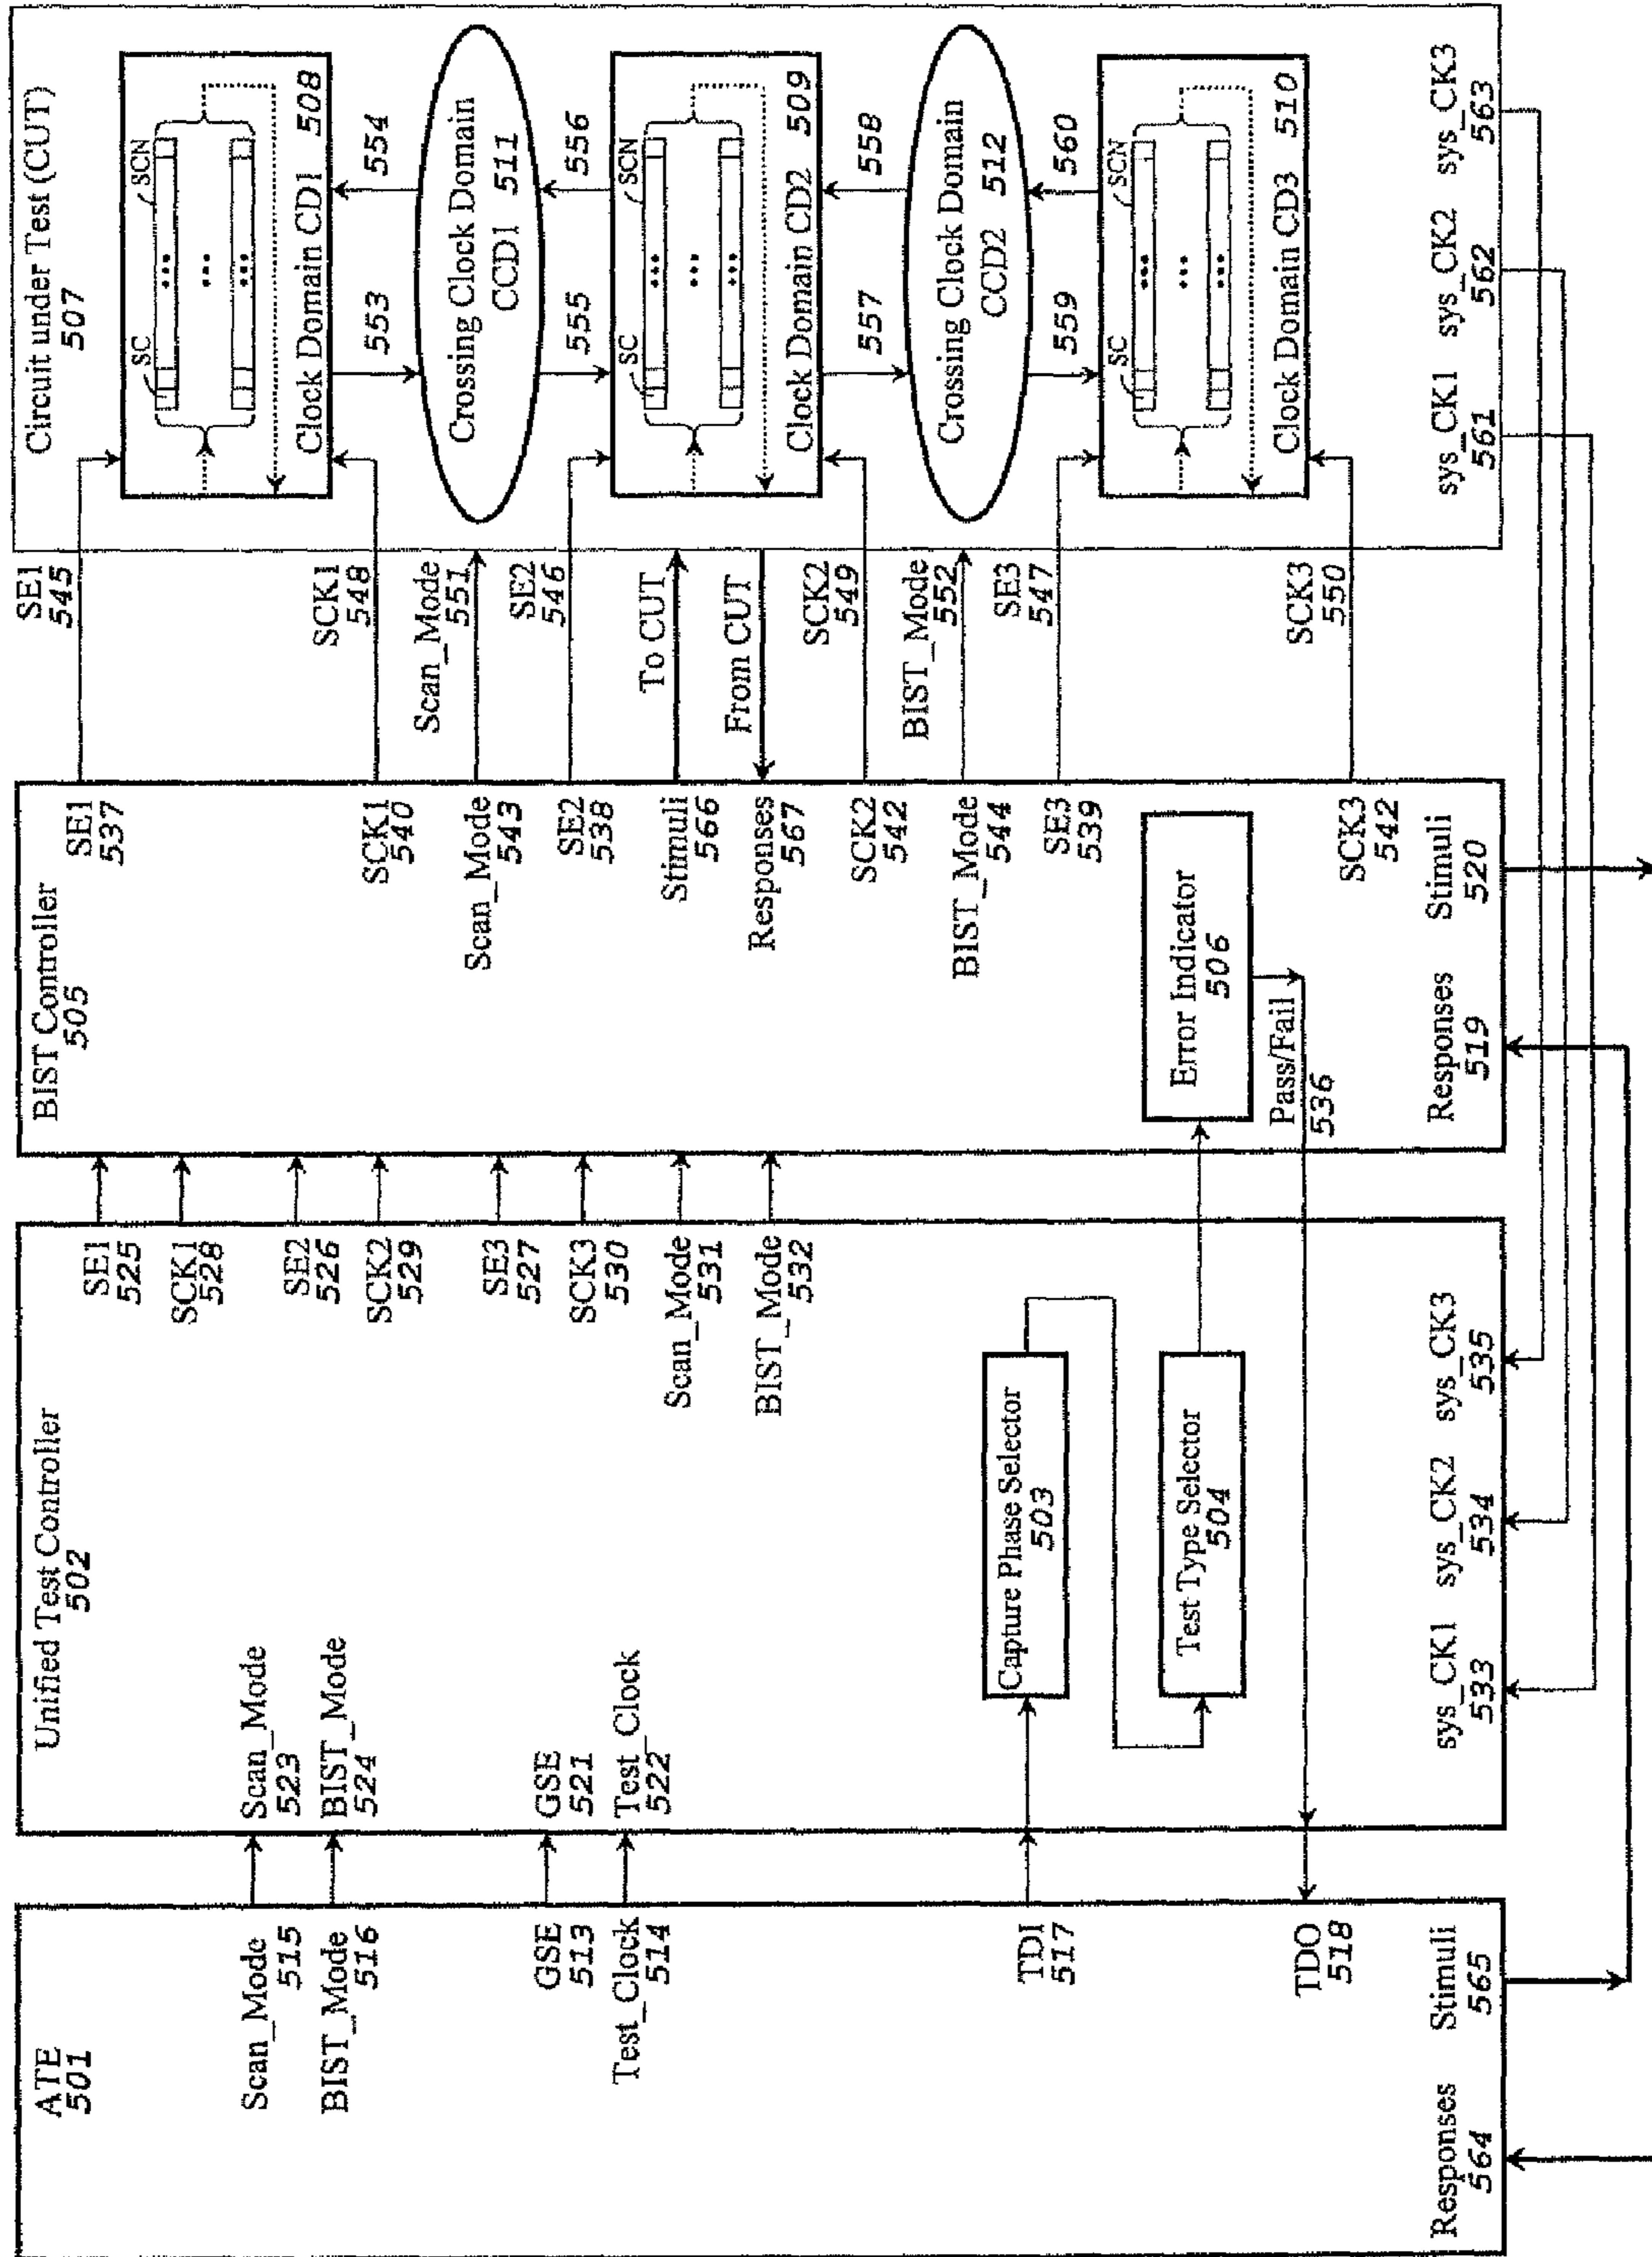 ATE
501
Scan_Mode
515
BIST_Mode
516
GSE
513
Test_Clock
514
TDI
517
TDO
518
Responses
564
Stimuli
565
Unified Test Controller
502
Scan_Mode
523
BIST_Mode
524
GSE
521
Test_Clock
522
SE1
525
SCK1
528
SE2
526
SCK2
529
SE3
527
SCK3
530
Scan_Mode
531
BIST_Mode
532
Capture Phase Selector
503
Test Type Selector
504
sys_CK1
533
sys_CK2
534
sys_CK3
535
BIST Controller
505
SE1
537
SCK1
540
Scan_Mode
543
SE2
538
Stimuli
566
Responses
567
SCK2
542
BIST_Mode
544
SE3
539
SCK3
542
Error Indicator
506
Pass/Fail
536
Responses
519
Stimuli
520
SE1
545
SCK1
548
Scan_Mode
551
SE2
546
To CUT
From CUT
SCK2
549
BIST_Mode
552
SE3
547
SCK3
550
Circuit under Test (CUT)
507
SC
SCN
Clock Domain CD1 508
553
554
Crossing Clock Domain
CCD1 511
555
556
SC
SCN
Clock Domain CD2 509
557
558
Crossing Clock Domain
CCD2 512
559
560
SC
SCN
Clock Domain CD3 510
sys_CK1
561
sys_CK2
562
sys_CK3
563